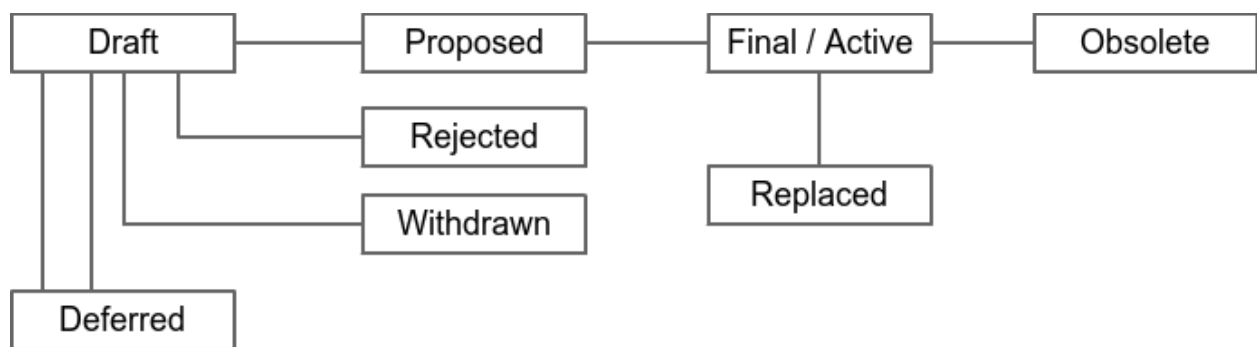 Draft
Proposed
Final / Active
Obsolete
Rejected
Replaced
Withdrawn
Deferred